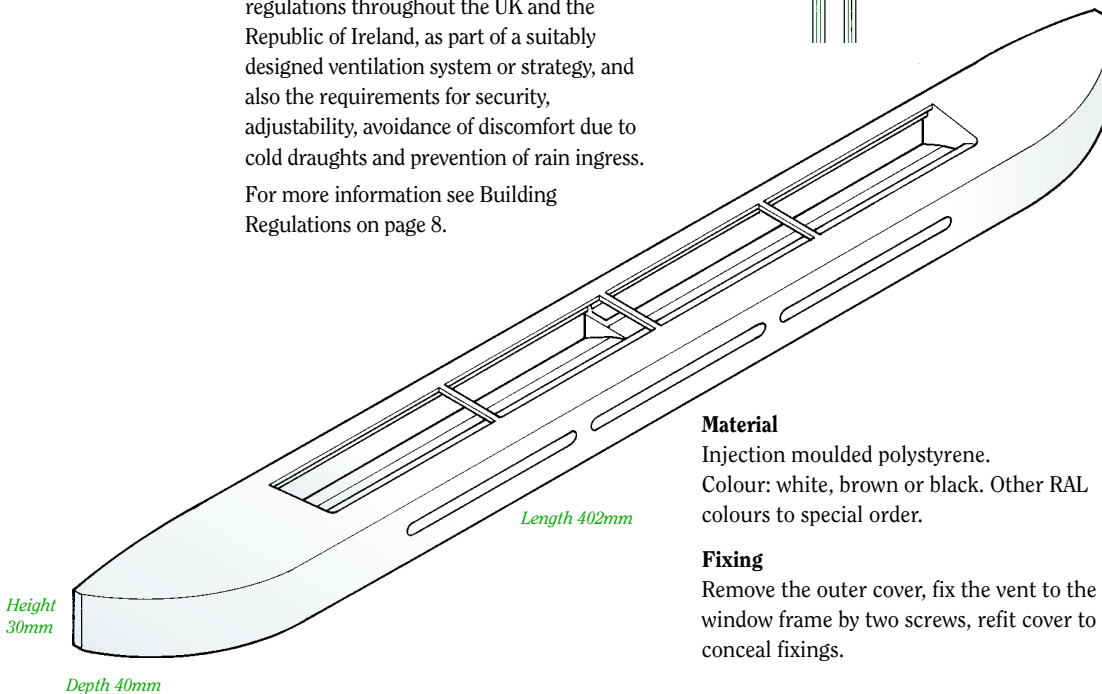 regulations throughout the UK and the
Republic of Ireland, as part of a suitably
designed ventilation system or strategy, and
also the requirements for security,
adjustability, avoidance of discomfort due to
cold draughts and prevention of rain ingress.
For more information see Building
Regulations on page 8.
Material
Injection moulded polystyrene.
Colour: white, brown or black. Other RAL
colours to special order.
Length 402mm
Fixing
Remove the outer cover, fix the vent to the
window frame by two screws, refit cover to
conceal fixings.
Height
30mm
Depth 40mm